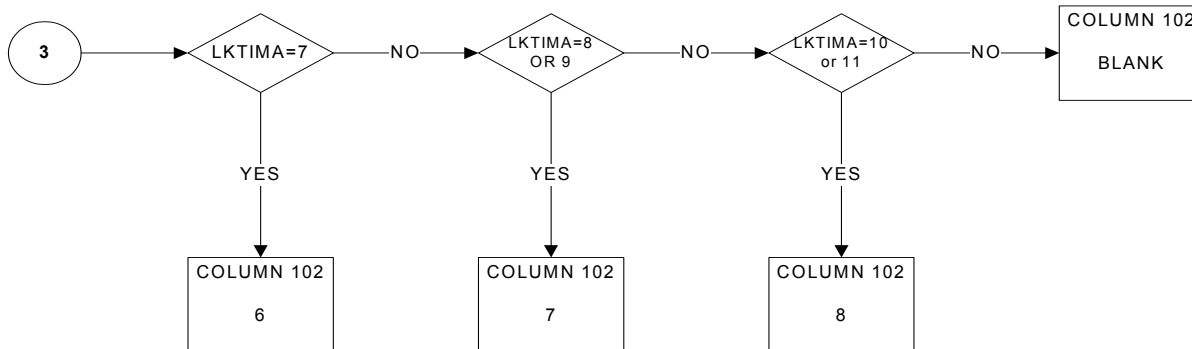 3
LKTIMA=7
NO
LKTIMA=8
OR 9
NO
LKTIMA=10
or 11
NO
COLUMN 102
BLANK
YES
YES
YES
COLUMN 102
6
COLUMN 102
7
COLUMN 102
8